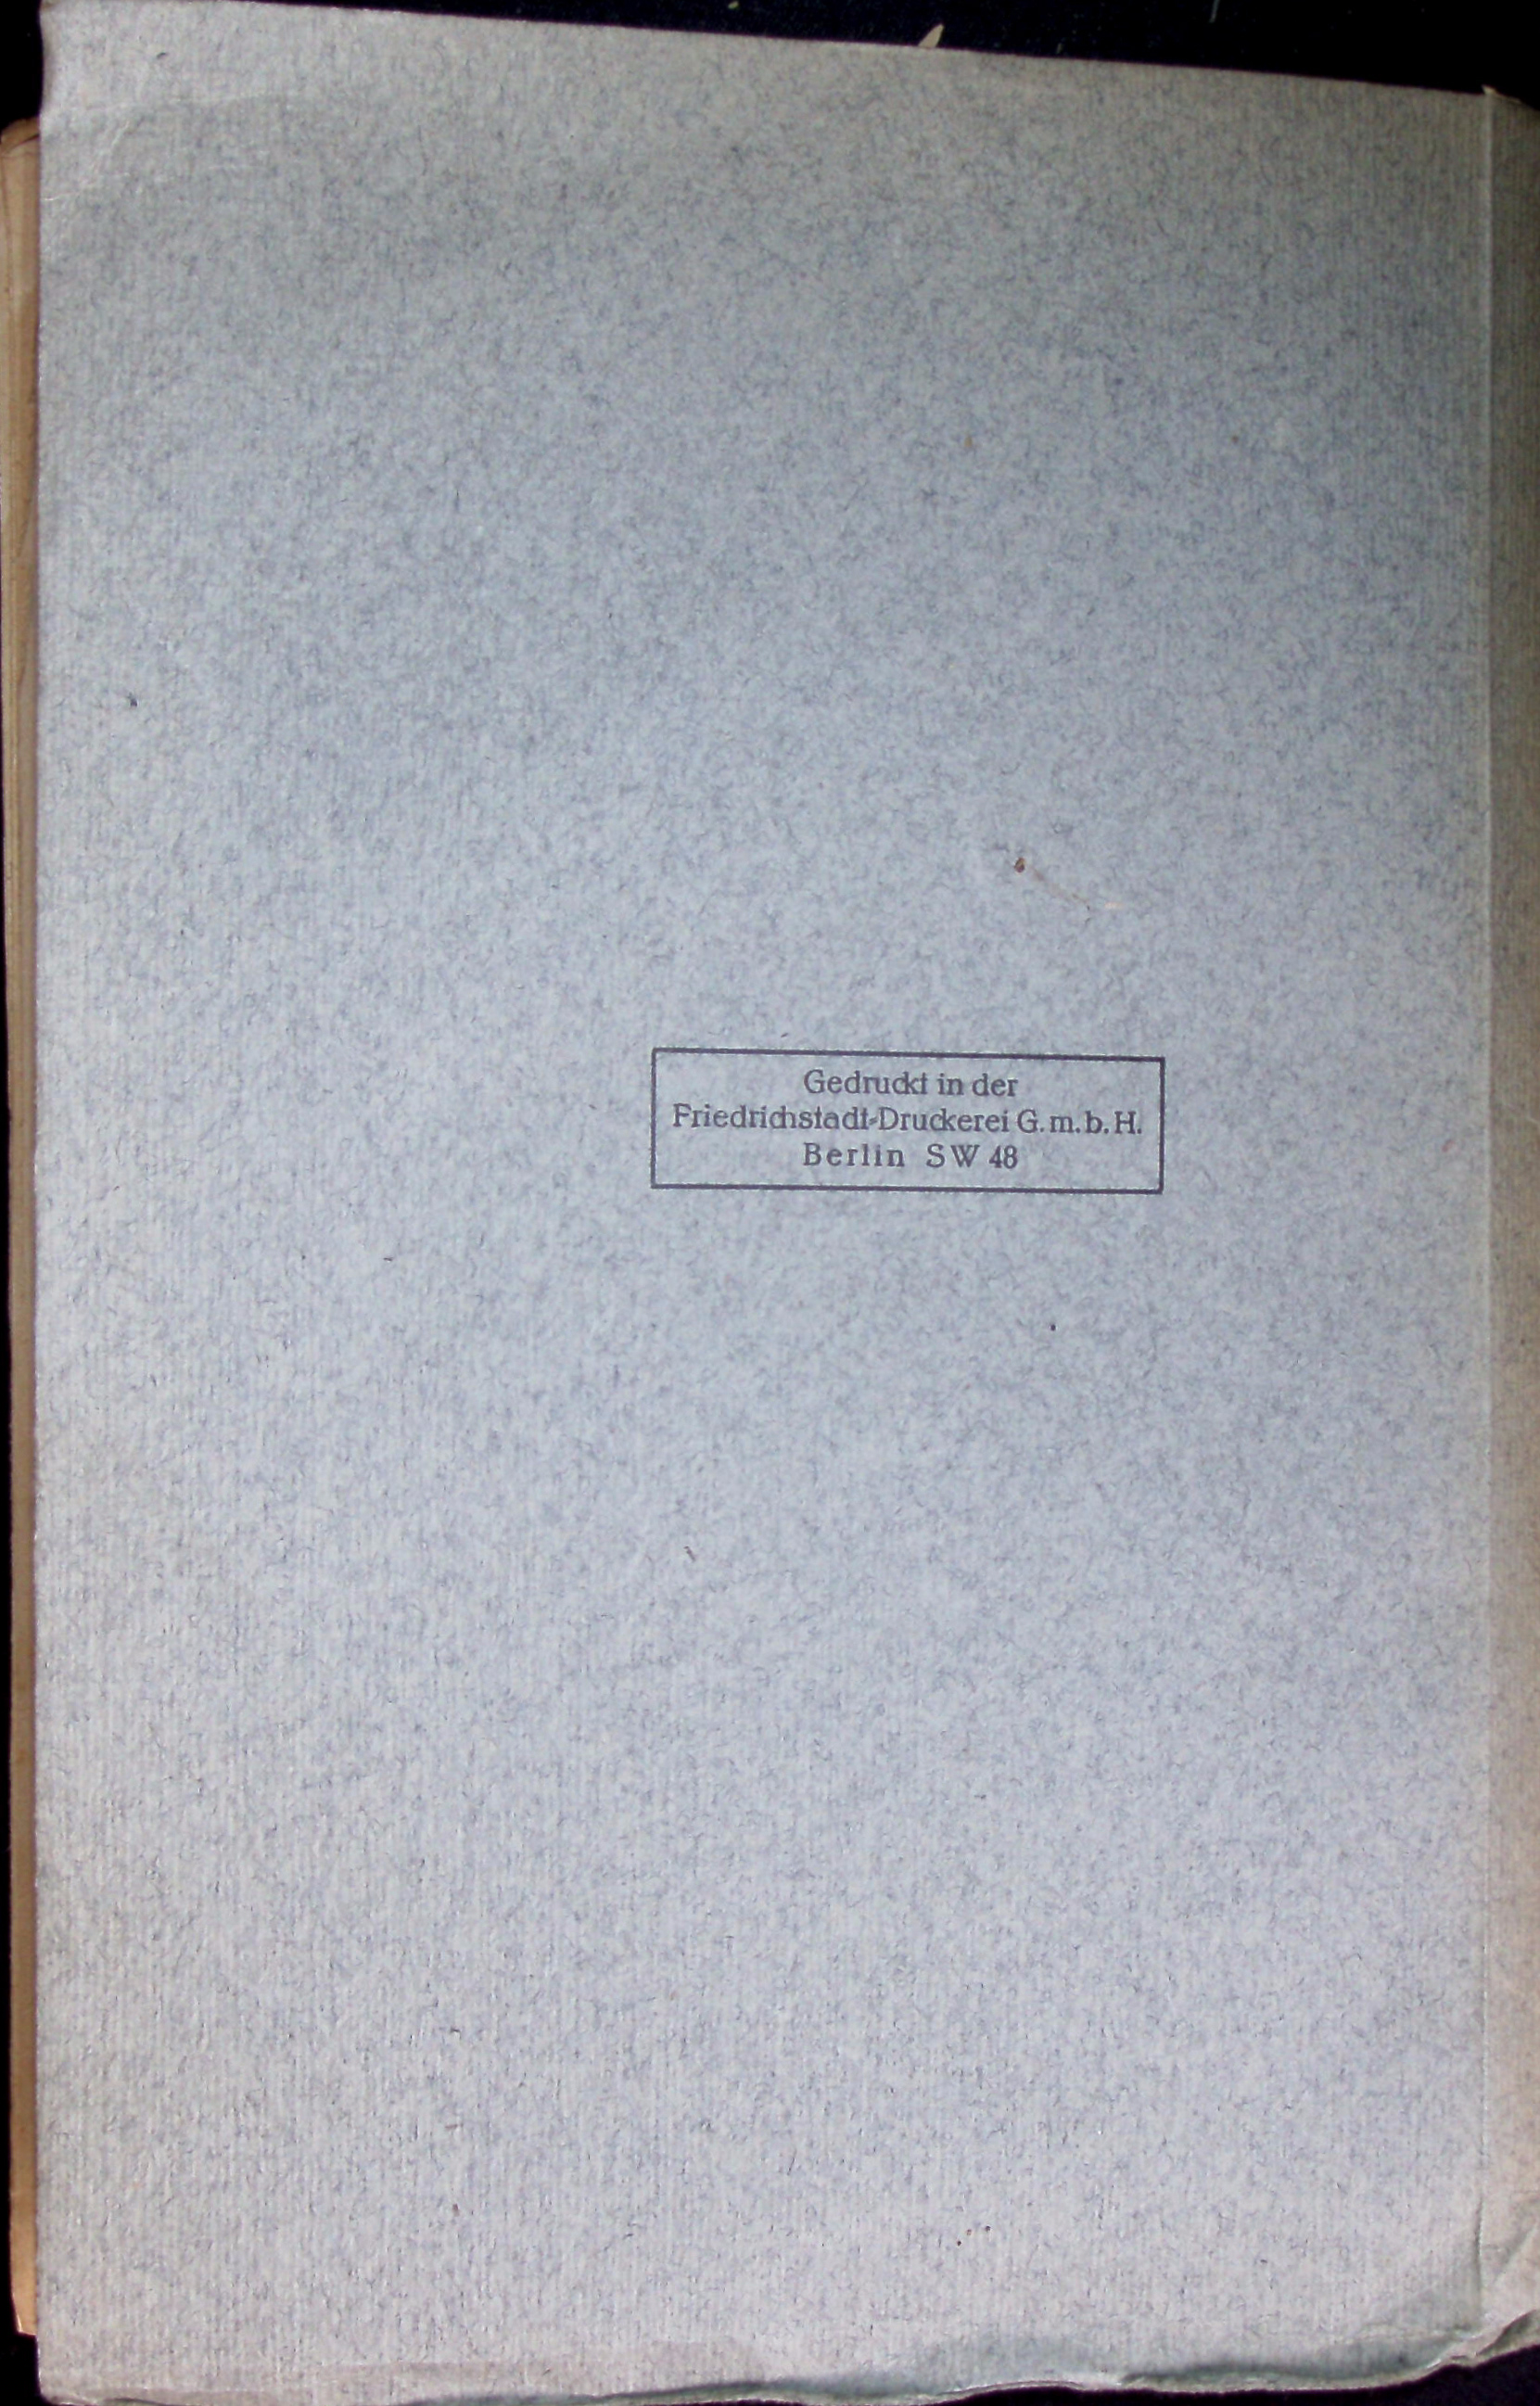 Gedruckt in der
Friedrichstadt-Druckerei G. m. b. H.
Berlin SW 48